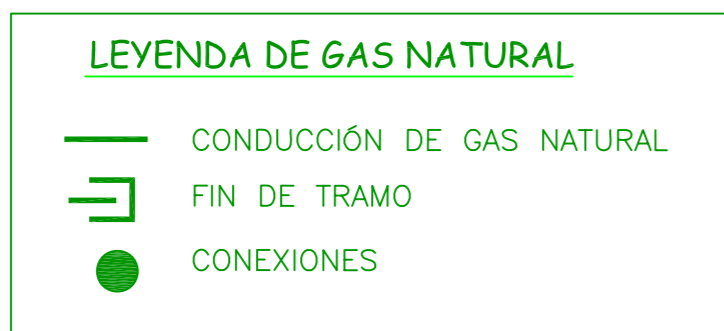 LEYENDA DE GAS NATURAL
CONDUCCIÓN DE GAS NATURAL
FIN DE TRAMO
CONEXIONES